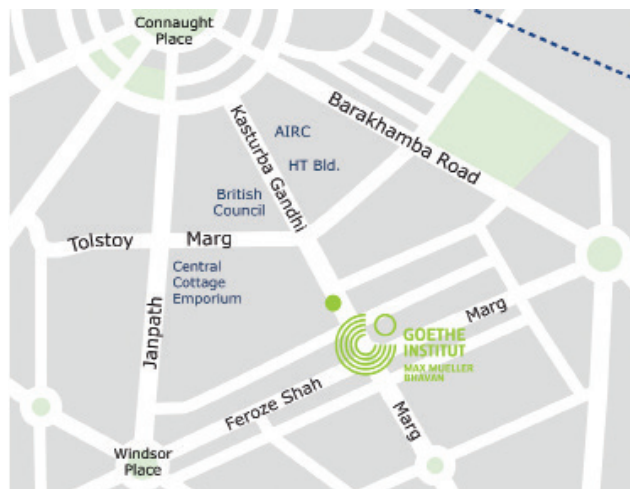 Connaught
Place
Barakhamba Road
Kasturba Gandhi
AIRC
HT Bld.
British
Council
Tolstoy Marg
Central
Cottage
Emporium
Janpath
Marg
GOETHE
INSTITUT
MAX MUELLER
BHAVAN
Feroze Shah
Marg
Windsor
Place